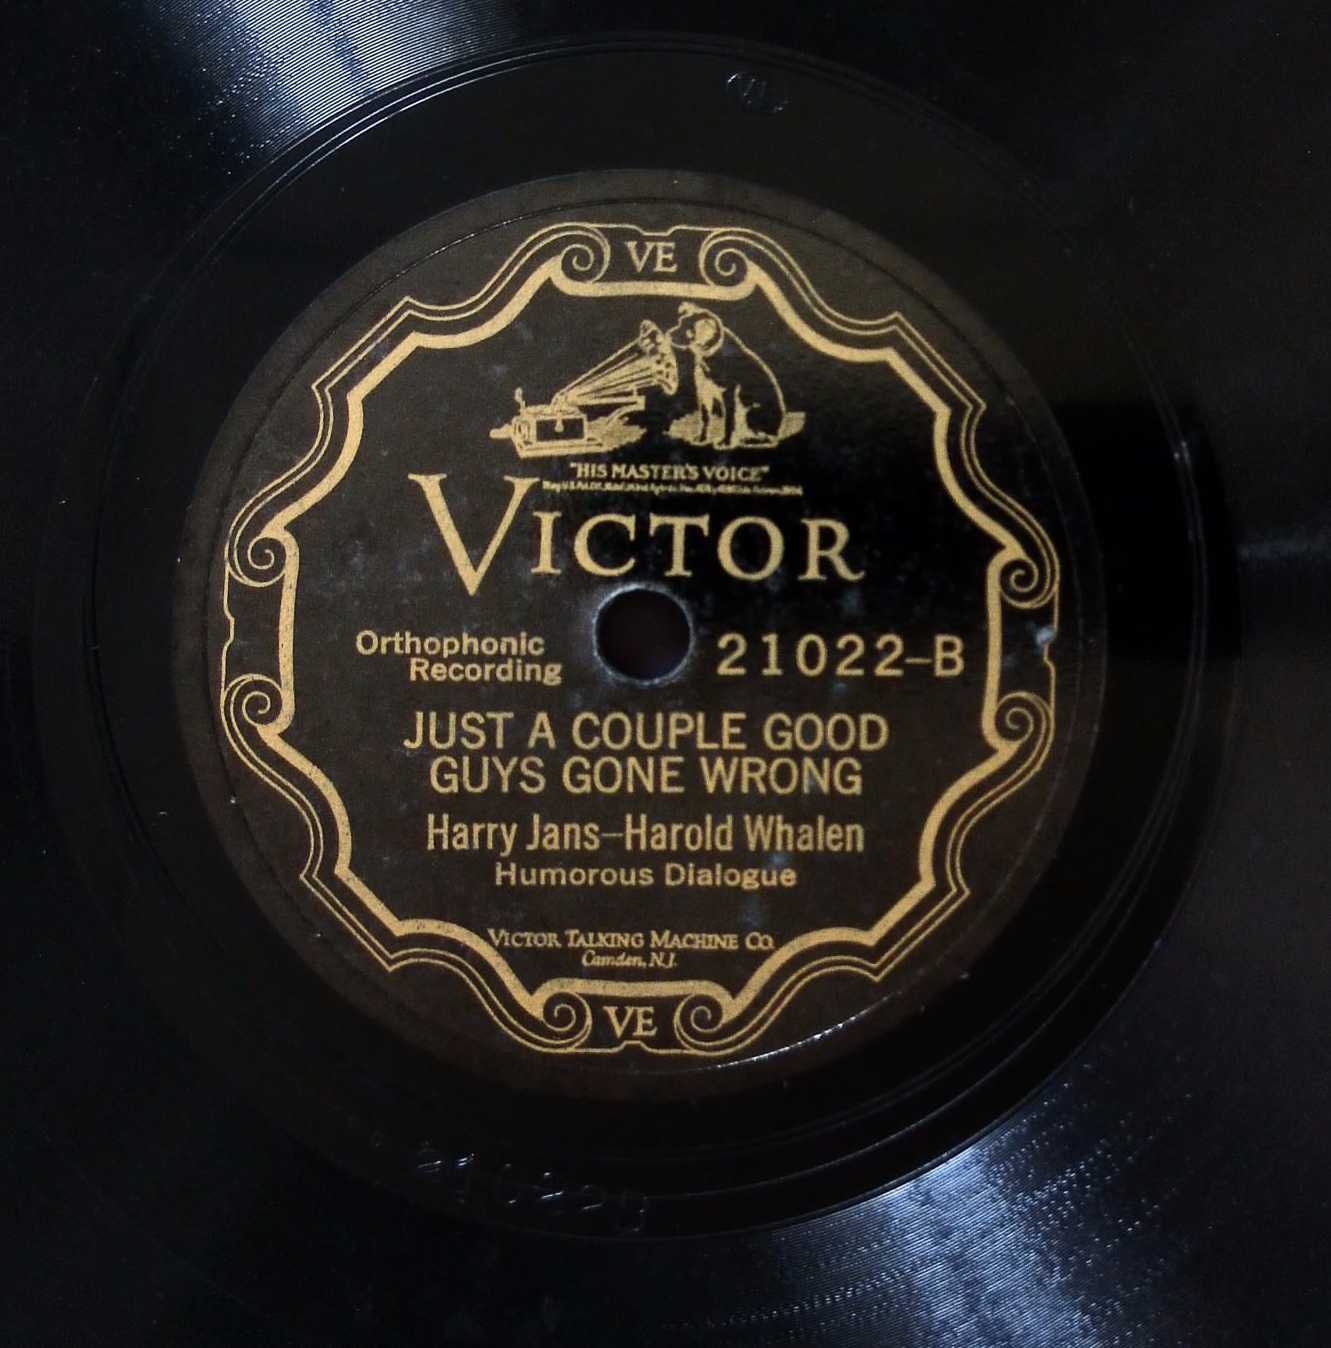 VE
"HIS MASTER'S VOICE"
VICTOR
Orthophonic
Recording
21022-B
JUST A COUPLE GOOD
GUYS GONE WRONG
Harry Jans–Harold Whalen
Humorous Dialogue
VICTOR TALKING MACHINE CO.
Camden, N.J.
VE